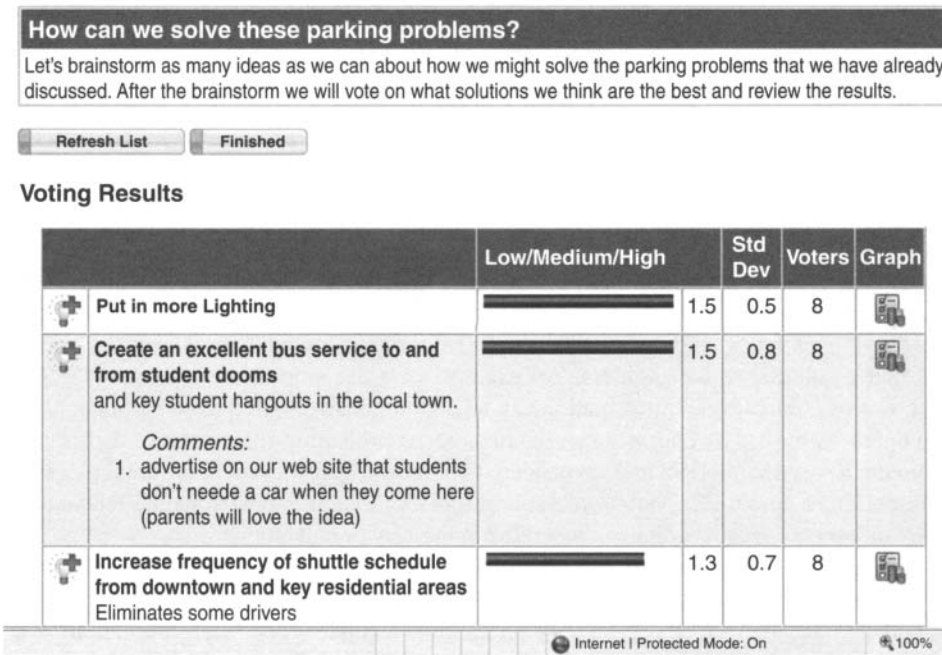 How can we solve these parking problems?
Let's brainstorm as many ideas as we can about how we might solve the parking problems that we have already
discussed. After the brainstorm we will vote on what solutions we think are the best and review the results.
Refresh List Finished
Voting Results
Low/Medium/High Std Dev Voters Graph
Put in more Lighting 1.5 0.5 8
Create an excellent bus service to and 1.5 0.8 8
from student dooms
and key student hangouts in the local town.
Comments:
1. advertise on our web site that students
don't neede a car when they come here
(parents will love the idea)
Increase frequency of shuttle schedule 1.3 0.7 8
from downtown and key residential areas
Eliminates some drivers
Internet | Protected Mode: On 100%